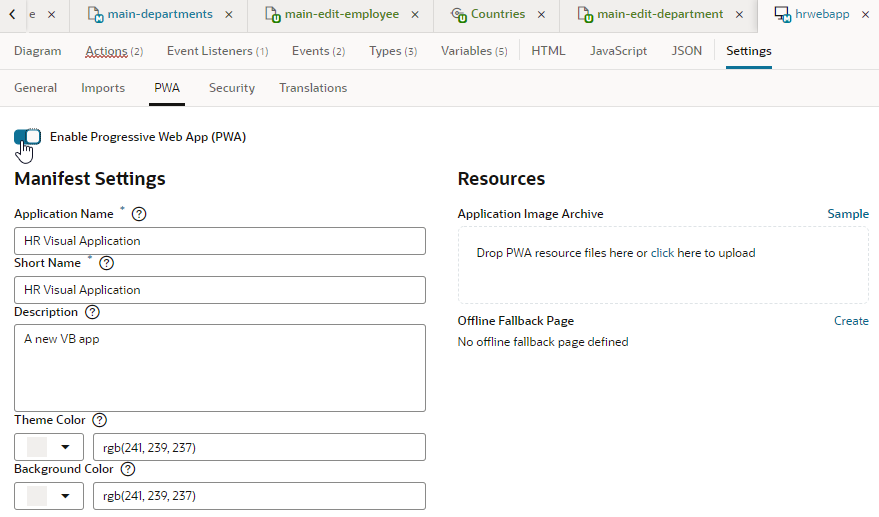 e × main-departments × main-edit-employee × Countries × main-edit-department × hrwebapp ×
Diagram Actions (2) Event Listeners (1) Events (2) Types (3) Variables (5) HTML JavaScript JSON Settings
General Imports PWA Security Translations
Enable Progressive Web App (PWA)
Manifest Settings
Application Name * ?
HR Visual Application
Short Name * ?
HR Visual Application
Description ?
A new VB app
Theme Color ?
rgb(241, 239, 237)
Background Color ?
rgb(241, 239, 237)
Resources
Application Image Archive Sample
Drop PWA resource files here or click here to upload
Offline Fallback Page Create
No offline fallback page defined